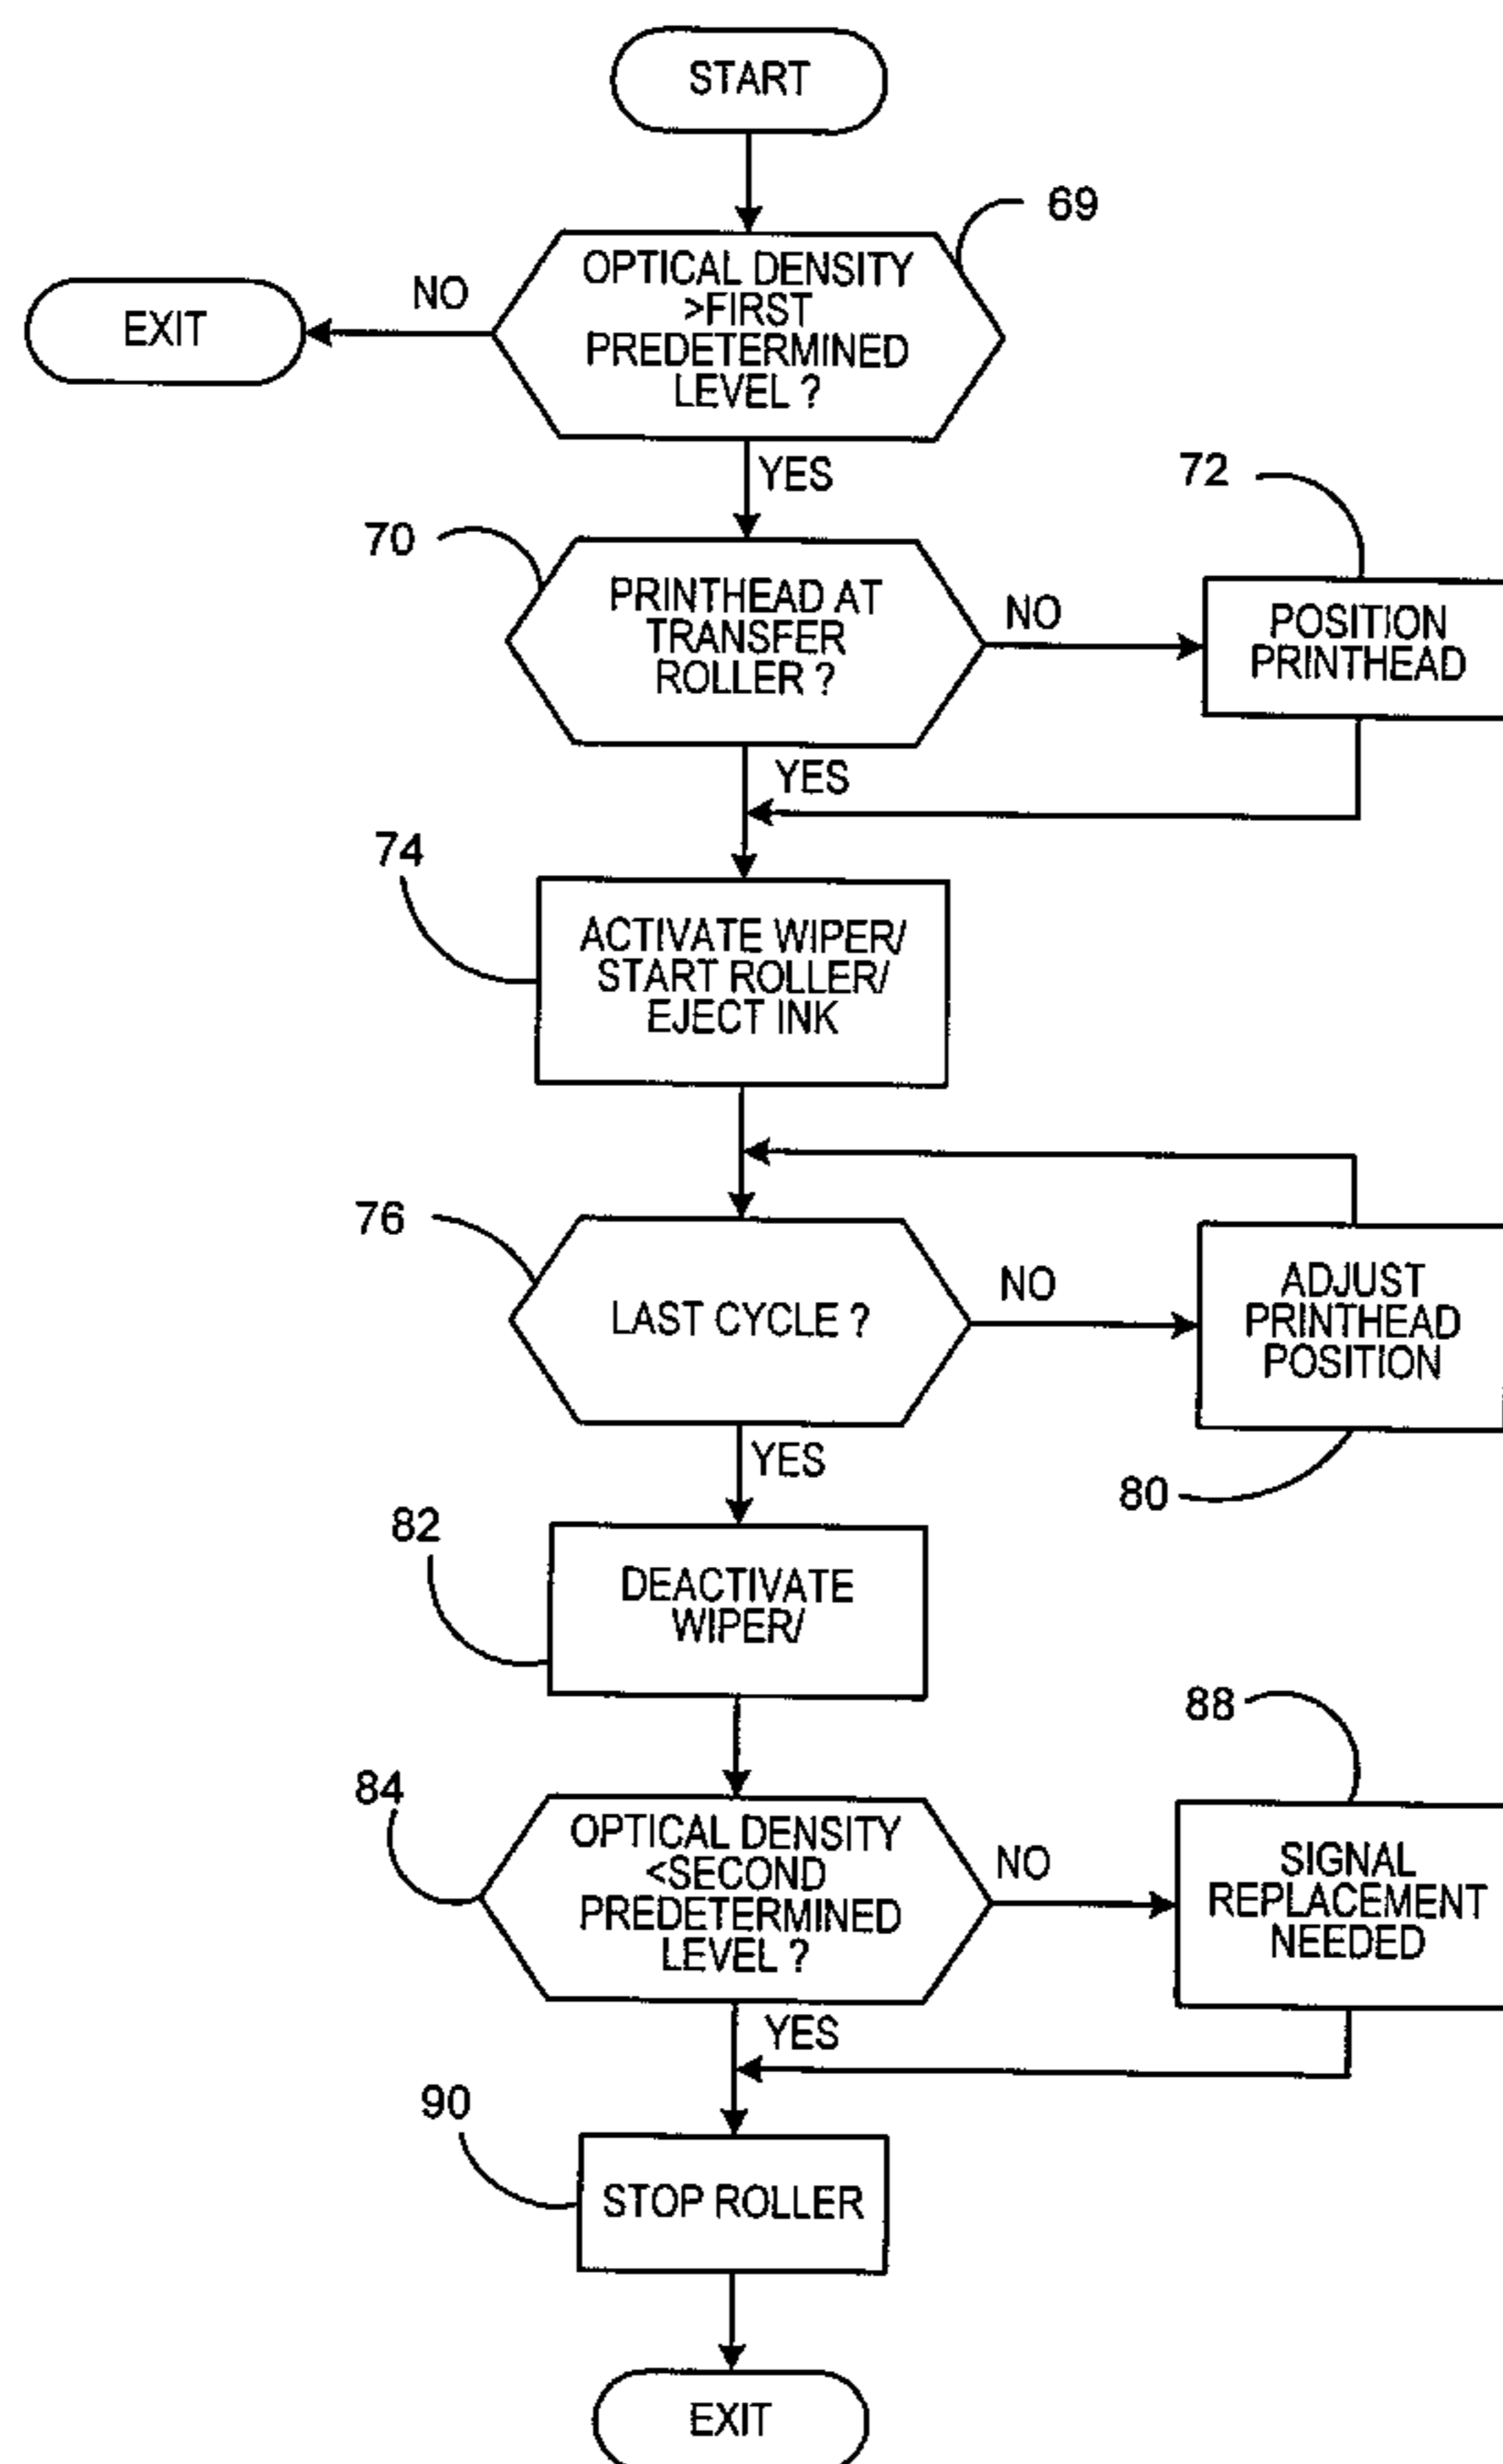 START
69
OPTICAL DENSITY
>FIRST
PREDETERMINED
LEVEL ?
NO
EXIT
YES
70
PRINTHEAD AT
TRANSFER
ROLLER ?
NO
72
POSITION
PRINTHEAD
YES
74
ACTIVATE WIPER/
START ROLLER/
EJECT INK
76
LAST CYCLE ?
NO
ADJUST
PRINTHEAD
POSITION
80
YES
82
DEACTIVATE
WIPER/
84
OPTICAL DENSITY
<SECOND
PREDETERMINED
LEVEL ?
NO
88
SIGNAL
REPLACEMENT
NEEDED
YES
90
STOP ROLLER
EXIT